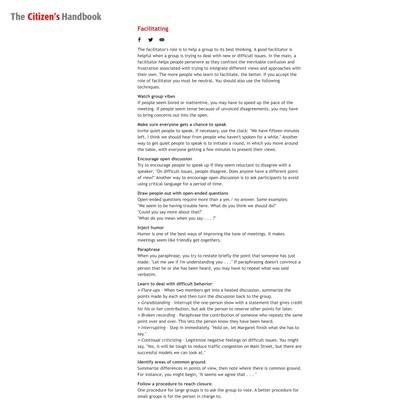 The Citizen's Handbook
Facilitating
The facilitator's role is to help a group to its best thinking. A good facilitator is
helpful when a group is trying to deal with new or difficult issues. In the main, a
facilitator helps people persevere as they confront the inevitable confusion and
frustration associated with trying to integrate different views and approaches with
their own. The more people who learn to facilitate, the better. If you accept the
role of facilitator you must be neutral. You should also use the following
techniques.
Watch group vibes
If people seem bored or inattentive, you may have to speed up the pace of the
meeting. If people seem tense because of unvoiced disagreements, you may have
to bring concerns out into the open.
Make sure everyone gets a chance to speak
Invite quiet people to speak. If necessary, use the clock: "We have fifteen minutes
left. I think we should hear from people who haven't spoken for a while." Another
way to get quiet people to speak is to initiate a round, in which you move around
the table, with everyone getting a few minutes to present their views.
Encourage open discussion
Try to encourage people to speak up if they seem reluctant to disagree with a
speaker: "On difficult issues, people disagree. Does anyone have a different point
of view?" Another way to encourage open discussion is to ask participants to avoid
using critical language for a period of time.
Draw people out with open-ended questions
Open-ended questions require more than a yes / no answer. Some examples:
"We seem to be having trouble here. What do you think we should do?"
"Could you say more about that?"
"What do you mean when you say . . . ?"
Inject humor
Humor is one of the best ways of improving the tone of meetings. It makes
meetings seem like friendly get-togethers.
Paraphrase
When you paraphrase, you try to restate briefly the point that someone has just
made: "Let me see if I'm understanding you . . . " If paraphrasing doesn't convince a
person that he or she has been heard, you may have to repeat what was said
verbatim.
Learn to deal with difficult behavior:
> Flare-ups - When two members get into a heated discussion, summarize the
points made by each and then turn the discussion back to the group.
> Grandstanding - Interrupt the one person show with a statement that gives credit
for his or her contribution, but ask the person to reserve other points for later.
> Broken recording - Paraphrase the contribution of someone who repeats the same
point over and over. This lets the person know they have been heard.
> Interrupting - Step in immediately. "Hold on, let Margaret finish what she has to
say."
> Continual criticizing - Legitimize negative feelings on difficult issues. You might
say, "Yes, it will be tough to reduce traffic congestion on Main Street, but there are
successful models we can look at."
Identify areas of common ground.
Summarize differences in points of view, then note where there is common ground.
For instance, you might begin, "It seems we agree that . . . "
Follow a procedure to reach closure.
One procedure for large groups is to ask the group to vote. A better procedure for
small groups is for the person in charge to,